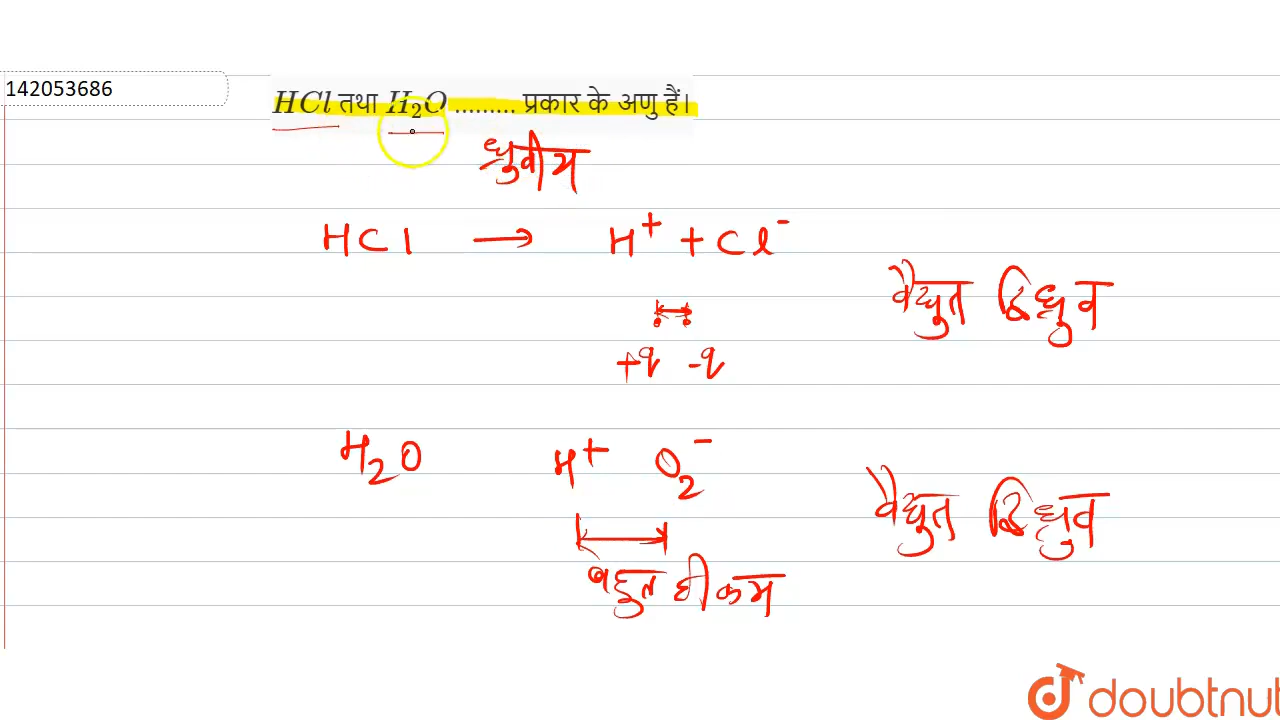 142053686
HCl तथा H₂O ......... प्रकार के अणु हैं।
ध्रुवीय
HCl → H⁺ + Cl⁻
वैद्युत द्विध्रुव
+q -q
H₂O H⁺ O₂⁻
वैद्युत द्विध्रुव
बहुत ही कम
doubtnut